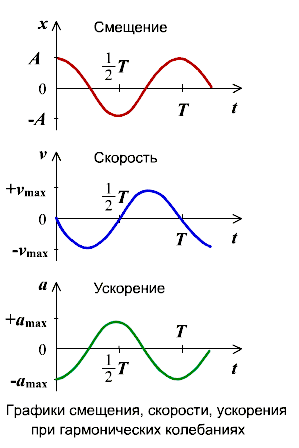 x Смещение
A
1/2 T
0
-A
T t
v Скорость
+vmax
1/2 T
0
-vmax
T t
a Ускорение
+amax
T
0
1/2 T
t
-amax
Графики смещения, скорости, ускорения
при гармонических колебаниях